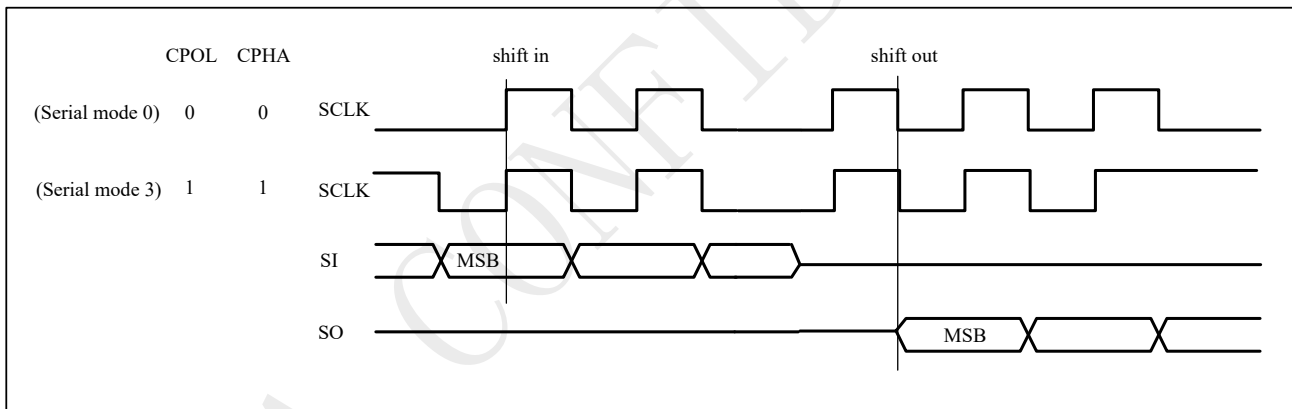 CPOL CPHA shift in shift out
(Serial mode 0) 0 0 SCLK
(Serial mode 3) 1 1 SCLK
SI MSB
SO MSB